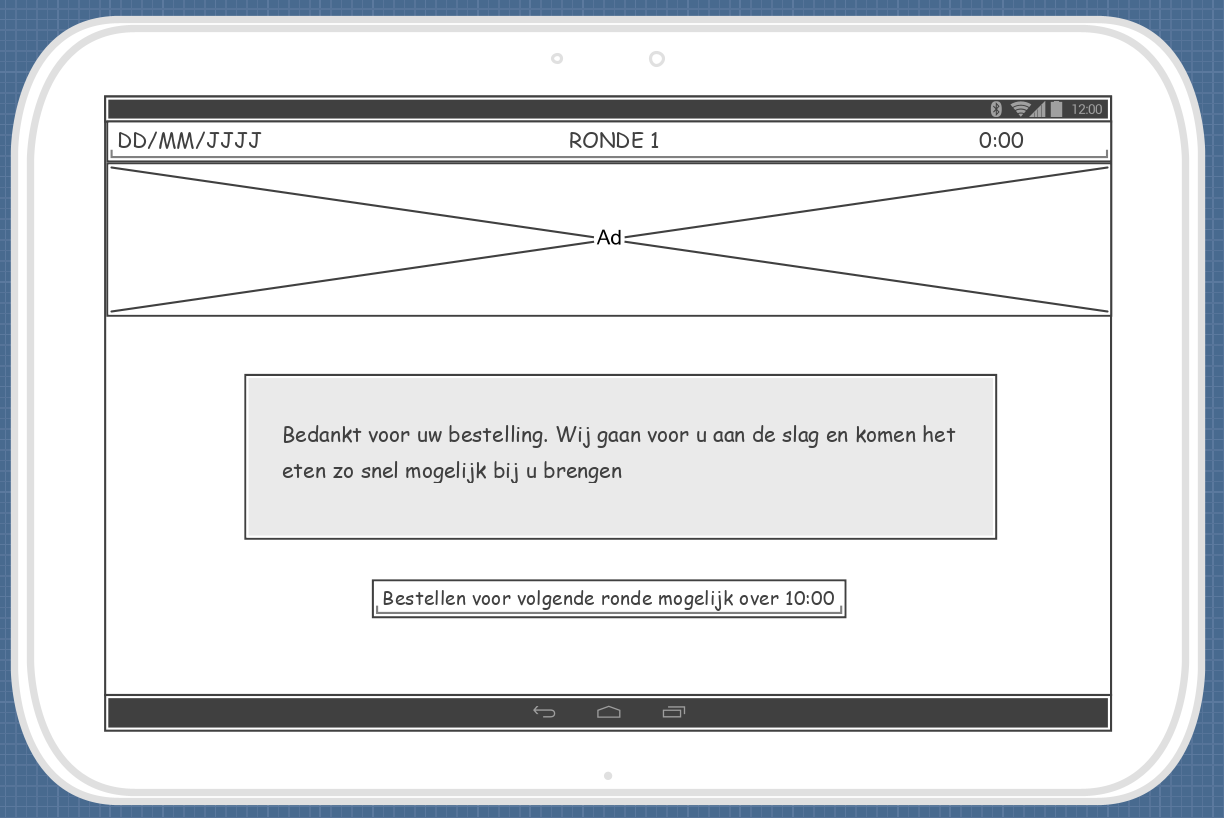 12:00
DD/MM/JJJJ RONDE 1 0:00
Ad
Bedankt voor uw bestelling. Wij gaan voor u aan de slag en komen het
eten zo snel mogelijk bij u brengen
Bestellen voor volgende ronde mogelijk over 10:00